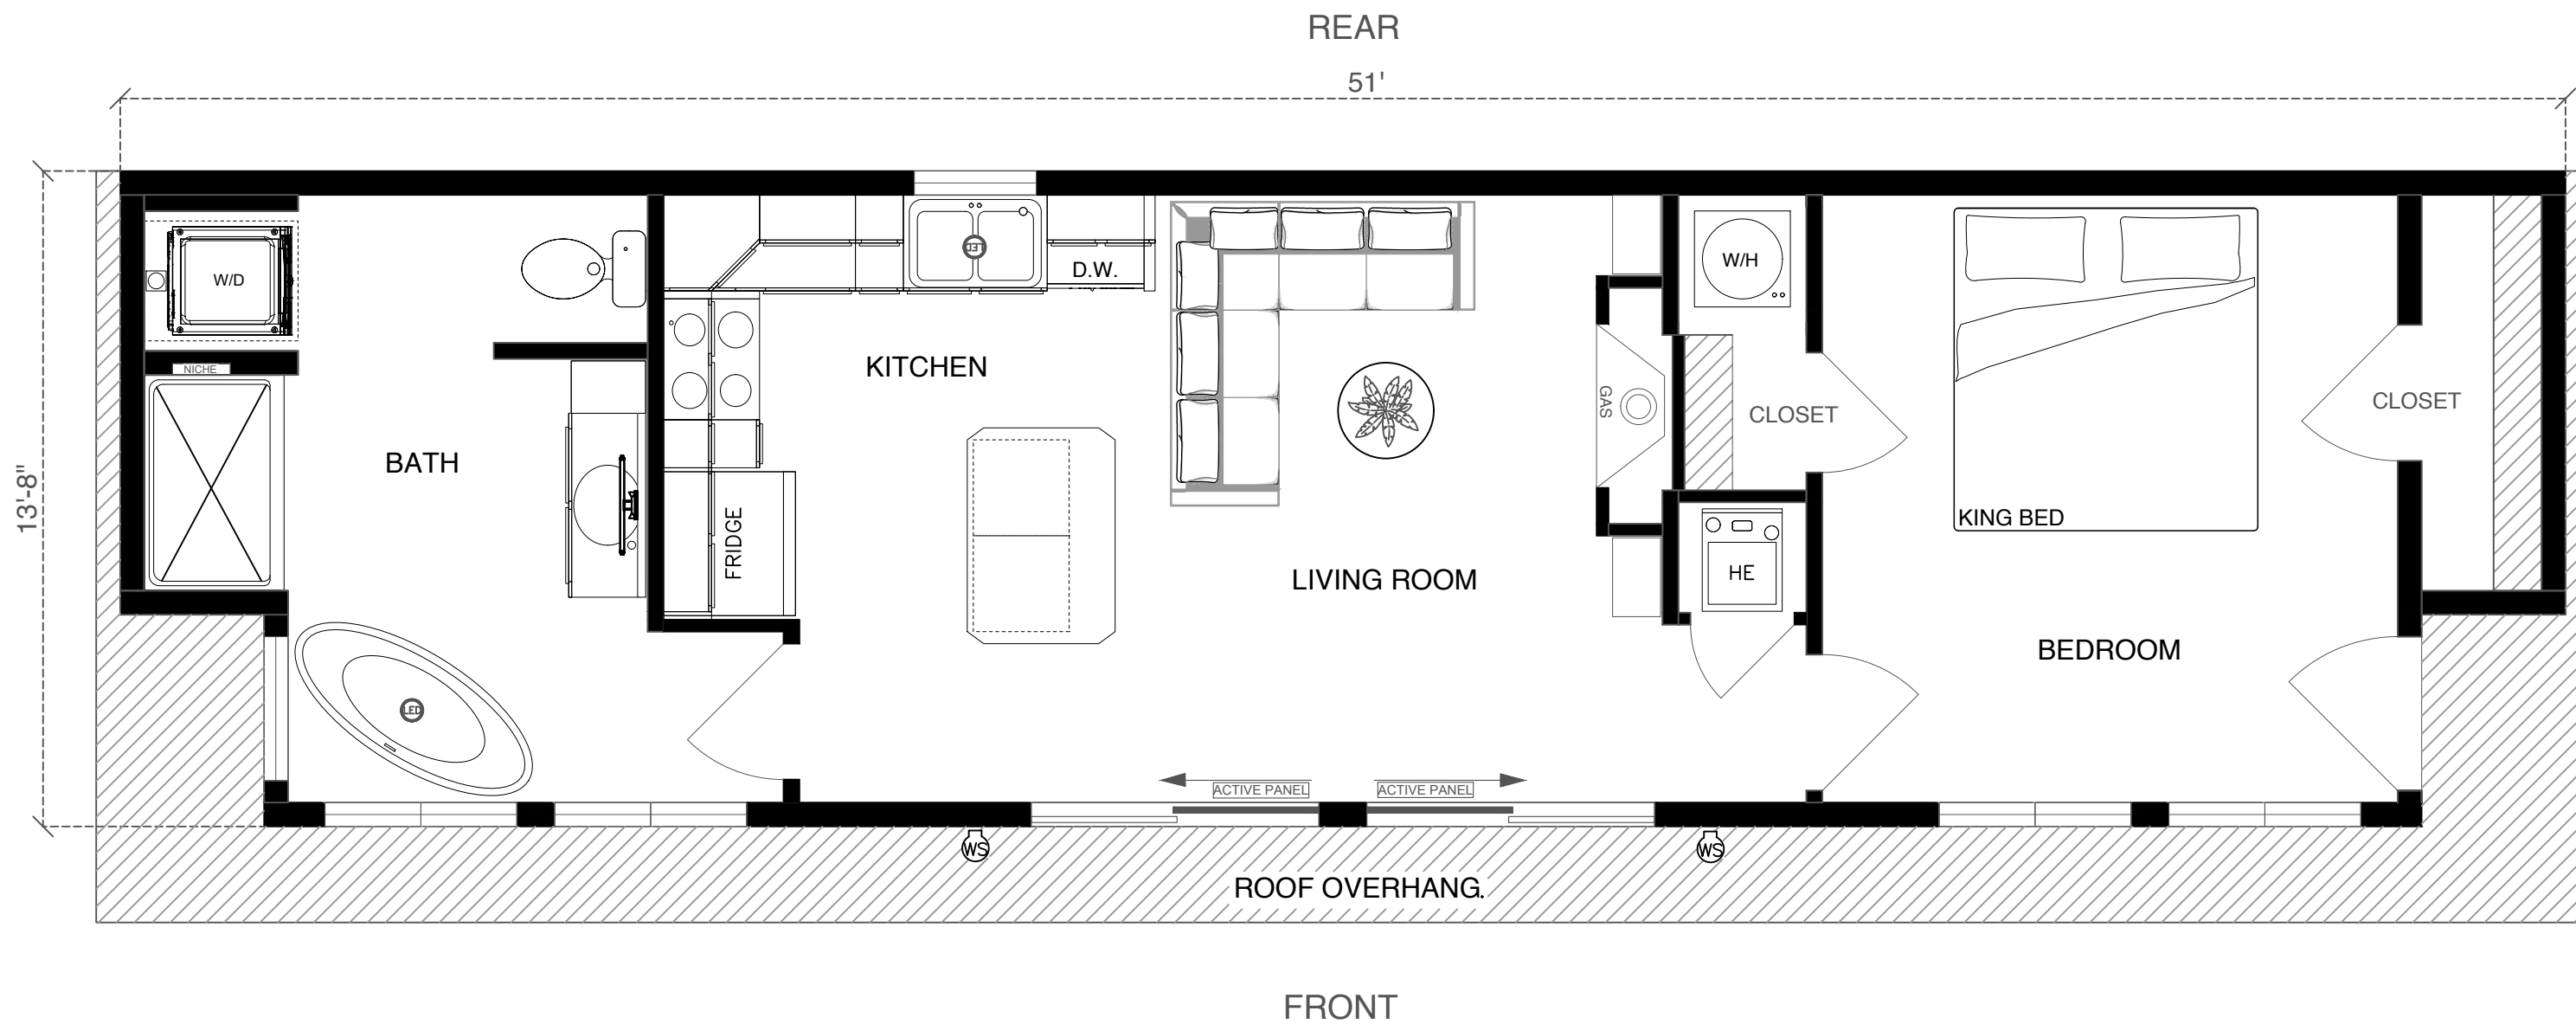 REAR
51'
13'-8"
W/D
NICHE
BATH
LED
LED
D.W.
KITCHEN
FRIDGE
LIVING ROOM
GAS
W/H
CLOSET
HE
KING BED
BEDROOM
CLOSET
ACTIVE PANEL
ACTIVE PANEL
WS
WS
ROOF OVERHANG.
FRONT